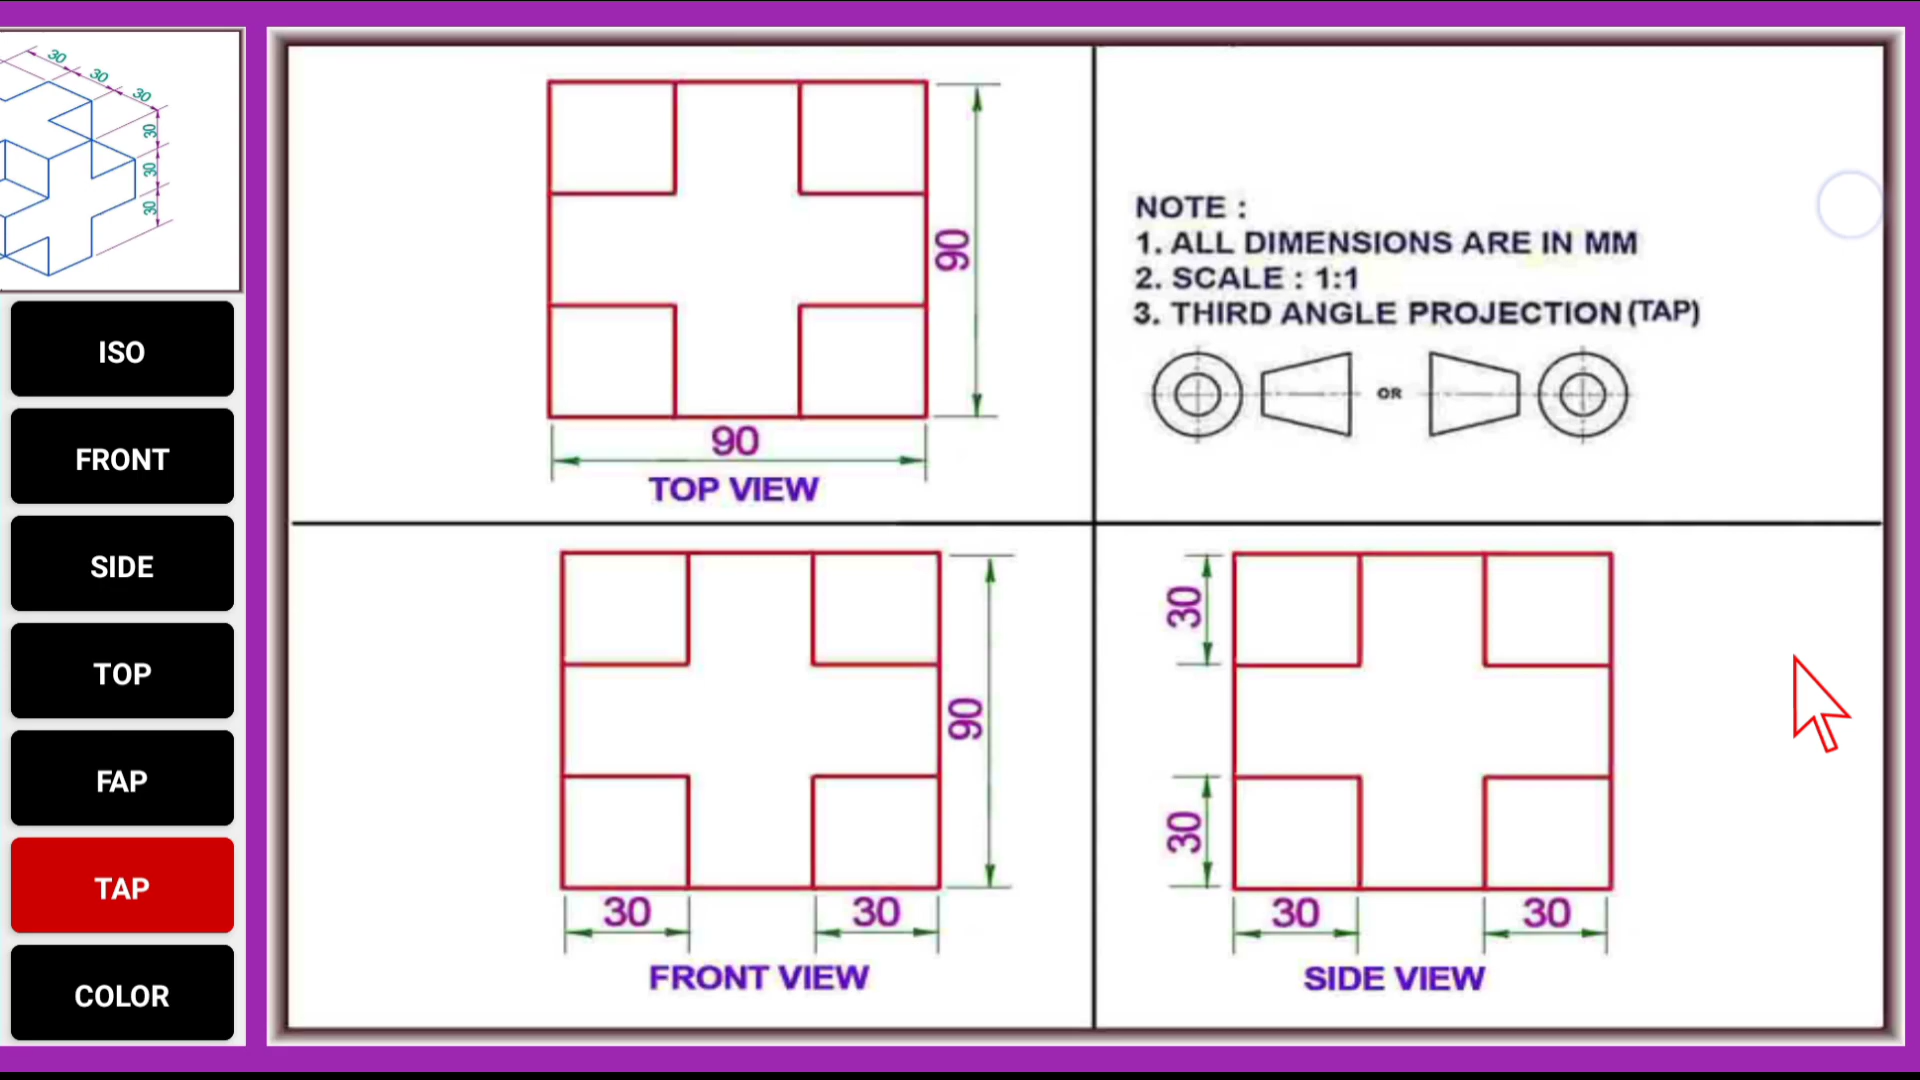 30
30
30
30
30
30
ISO
FRONT
SIDE
TOP
FAP
TAP
COLOR
90
90
TOP VIEW
NOTE :
1. ALL DIMENSIONS ARE IN MM
2. SCALE : 1:1
3. THIRD ANGLE PROJECTION (TAP)
OR
90
30
30
FRONT VIEW
30
30
30
30
SIDE VIEW